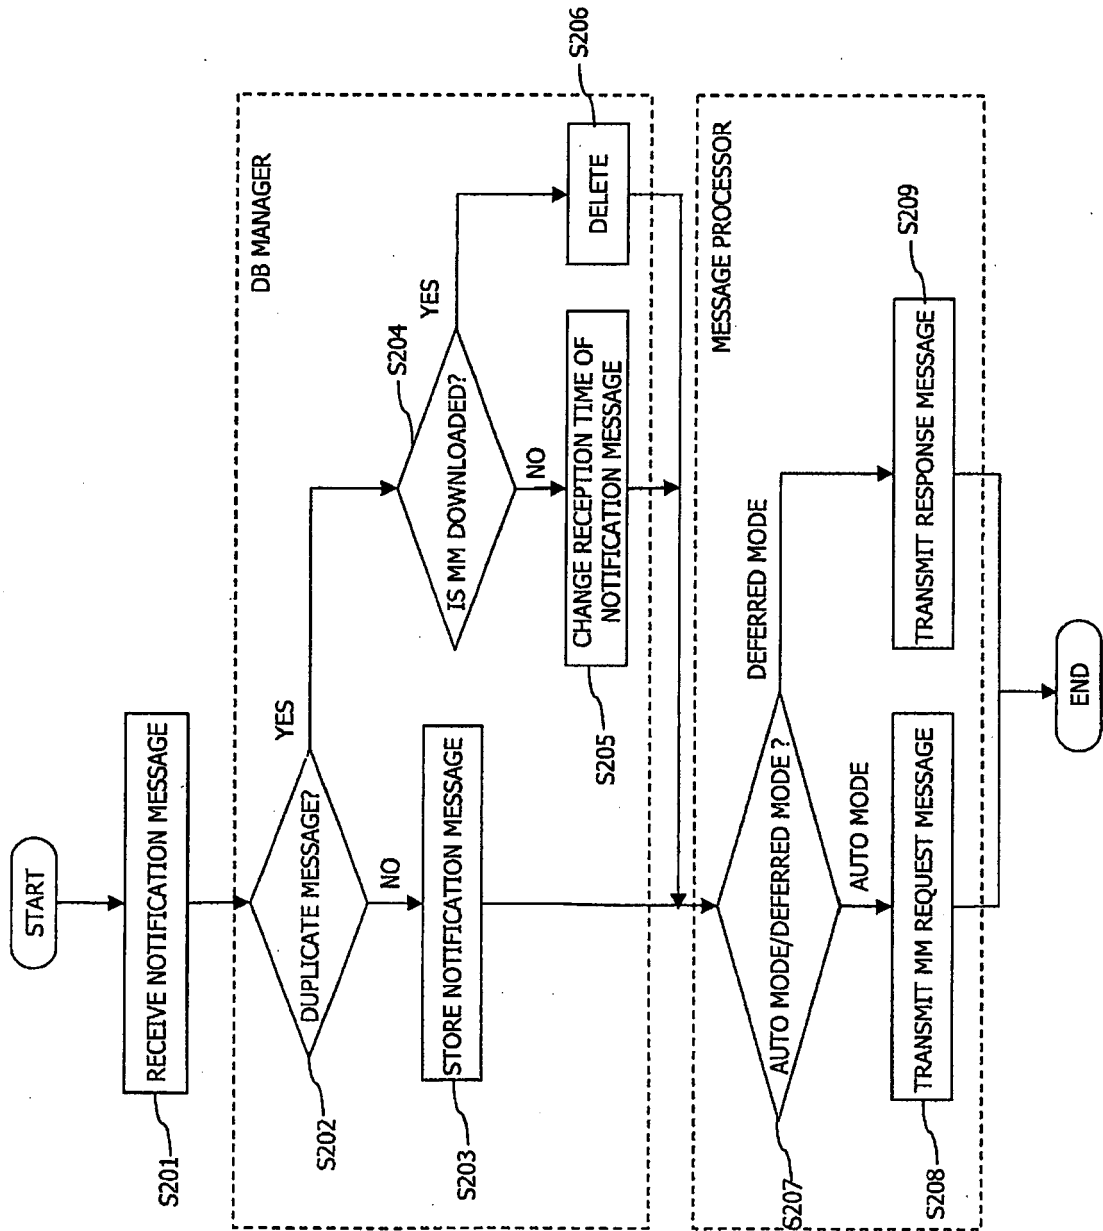 START
RECEIVE NOTIFICATION MESSAGE
S201
DB MANAGER
DUPLICATE MESSAGE?
S202
YES
NO
STORE NOTIFICATION MESSAGE
S203
IS MM DOWNLOADED?
S204
YES
NO
CHANGE RECEPTION TIME OF
NOTIFICATION MESSAGE
S205
DELETE
S206
MESSAGE PROCESSOR
AUTO MODE/DEFERRED MODE ?
S207
DEFERRED MODE
AUTO MODE
TRANSMIT MM REQUEST MESSAGE
S208
TRANSMIT RESPONSE MESSAGE
S209
END